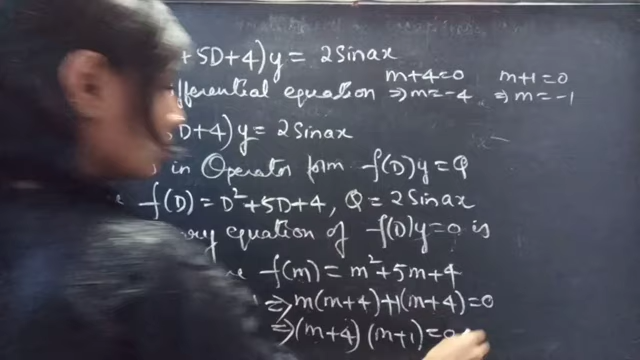 +5D+4)y = 2Sinax
m+4=0 m+1=0
differential equation ⇒m=-4 ⇒m=-1
5D+4)y = 2Sinax
in Operator form f(D)y=Q
f(D) = D²+5D+4, Q = 2Sinax
equation of f(D)y=0 is
f(m) = m²+5m+4
⇒ m(m+4)+1(m+4)=0
⇒(m+4)(m+1)=0